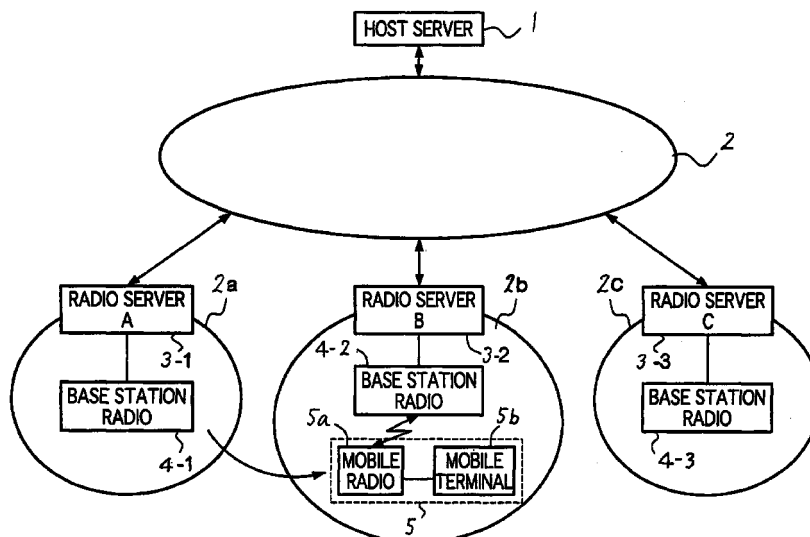 HOST SERVER
1
2
RADIO SERVER
A
2a
3-1
BASE STATION
RADIO
4-1
RADIO SERVER
B
2b
3-2
4-2
BASE STATION
RADIO
5a
5b
MOBILE
RADIO
MOBILE
TERMINAL
5
2c
RADIO SERVER
C
3-3
BASE STATION
RADIO
4-3